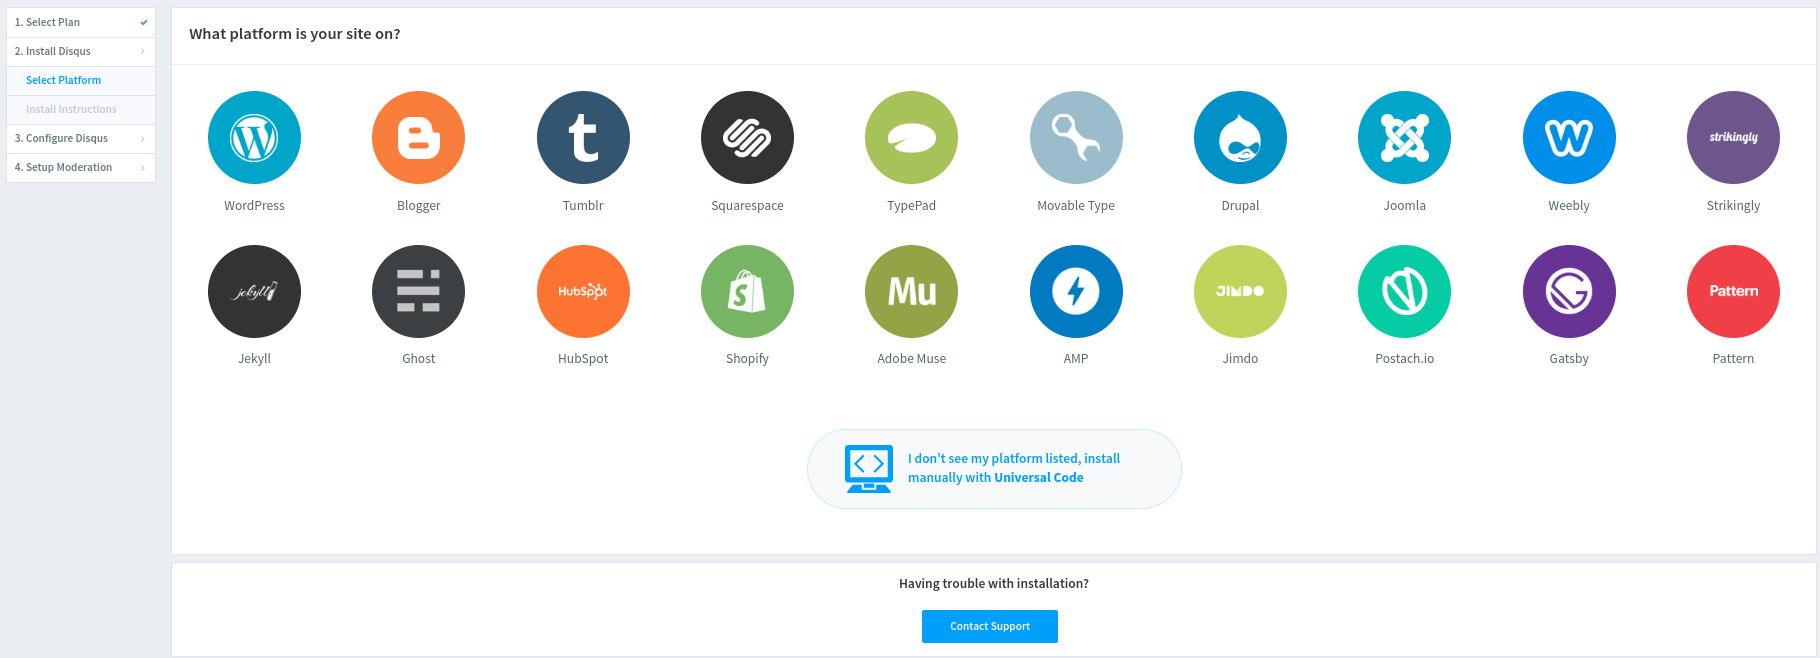 1. Select Plan
2. Install Disqus
Select Platform
Install Instructions
3. Configure Disqus
4. Setup Moderation
What platform is your site on?
t
strikingly
WordPress
Blogger
Tumblr
Squarespace
TypePad
Movable Type
Drupal
Joomla
Weebly
Strikingly
jekyll
HubSpot
S
Mu
JIMDO
G
Pattern
Jekyll
Ghost
HubSpot
Shopify
Adobe Muse
AMP
Jimdo
Postach.io
Gatsby
Pattern
I don't see my platform listed, install
manually with Universal Code
Having trouble with installation?
Contact Support